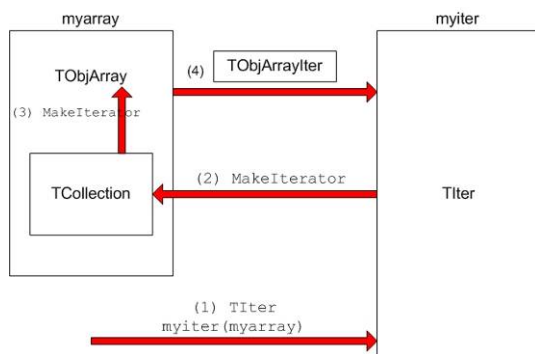 myarray
myiter
TObjArray
(4)
TObjArrayIter
(3) MakeIterator
TCollection
(2) MakeIterator
TIter
(1) TIter
myiter(myarray)